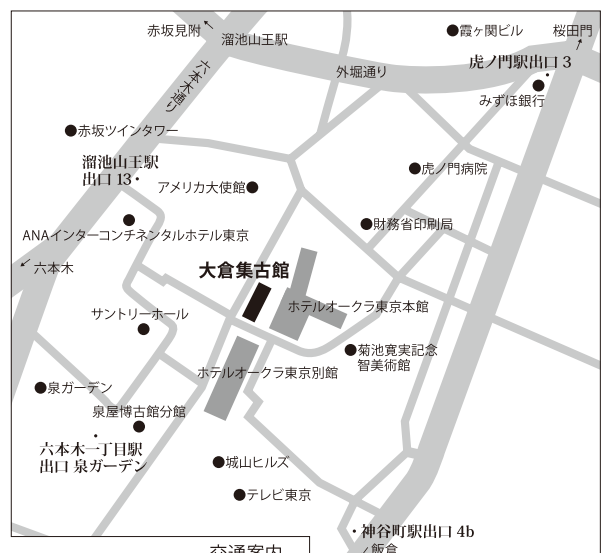 赤坂見附
溜池山王駅
霞ヶ関ビル
桜田門
虎ノ門駅出口 3
外堀通り
六本木通り
みずほ銀行
赤坂ツインタワー
溜池山王駅
出口 13
アメリカ大使館
虎ノ門病院
財務省印刷局
ANAインターコンチネンタルホテル東京
六本木
大倉集古館
ホテルオークラ東京本館
サントリーホール
菊池寛実記念
智美術館
ホテルオークラ東京別館
泉ガーデン
泉屋博古館分館
六本木一丁目駅
出口 泉ガーデン
城山ヒルズ
テレビ東京
神谷町駅出口 4b
飯倉
交通案内